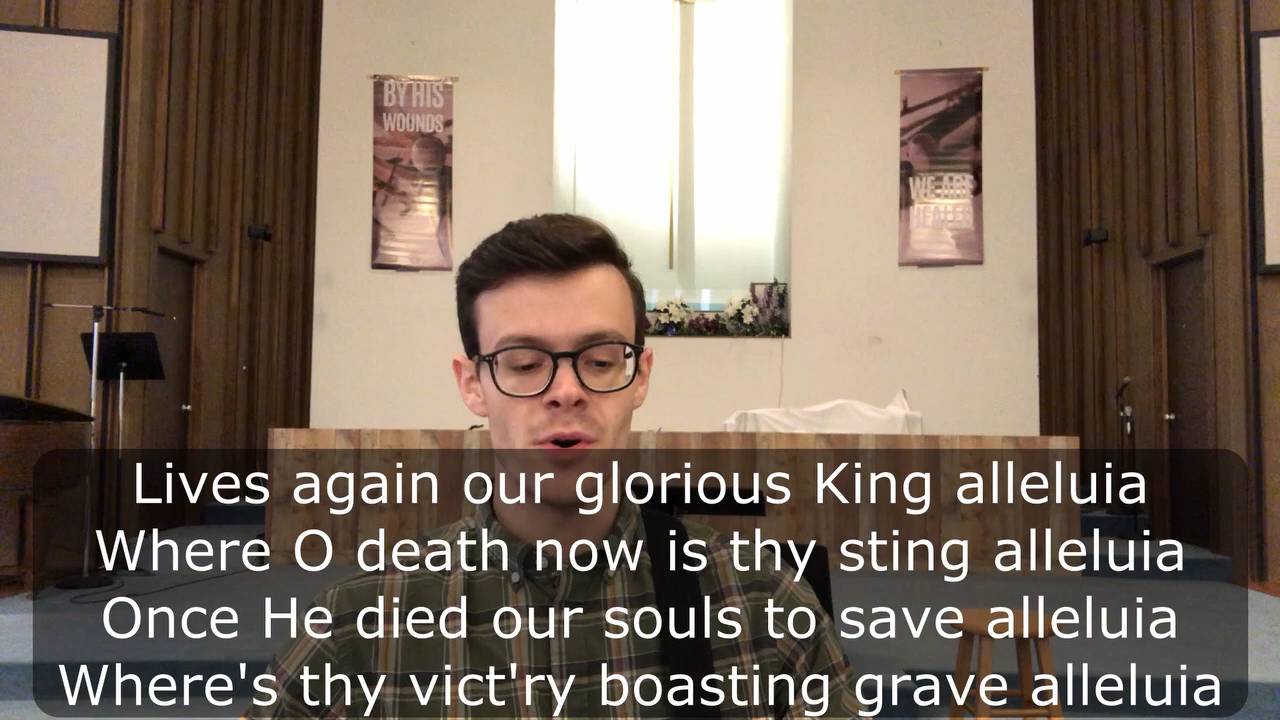 BY HIS
WOUNDS
WE ARE
HEALED
Lives again our glorious King alleluia
Where O death now is thy sting alleluia
Once He died our souls to save alleluia
Where's thy vict'ry boasting grave alleluia